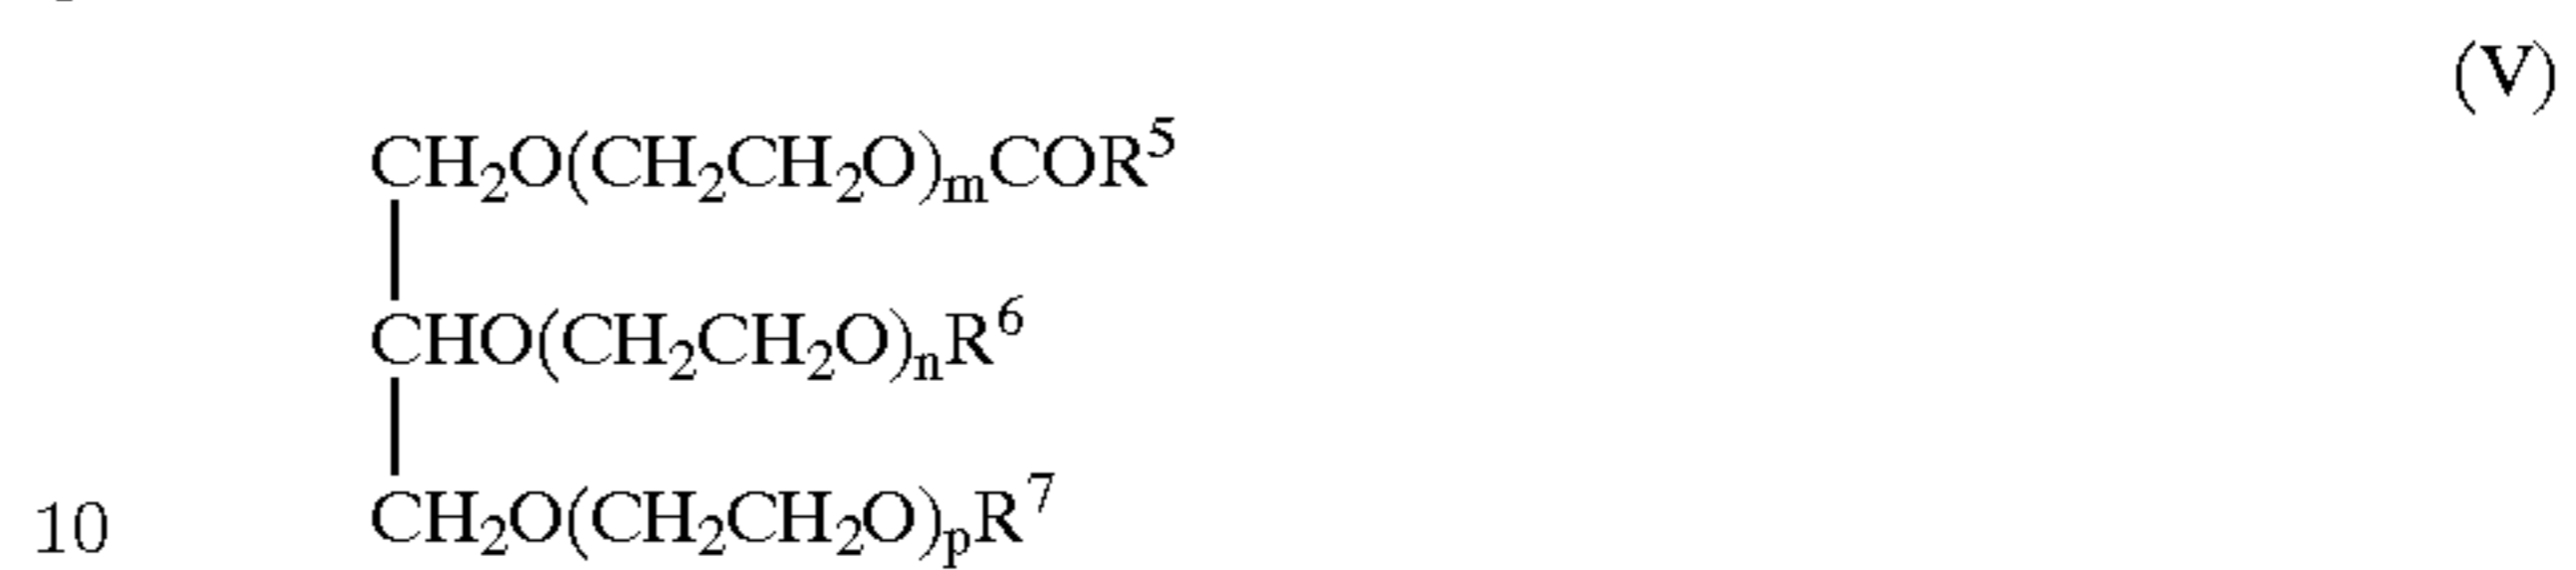 (V)
CH₂O(CH₂CH₂O)ₘCOR⁵
CHO(CH₂CH₂O)ₙR⁶
10 CH₂O(CH₂CH₂O)ₚR⁷